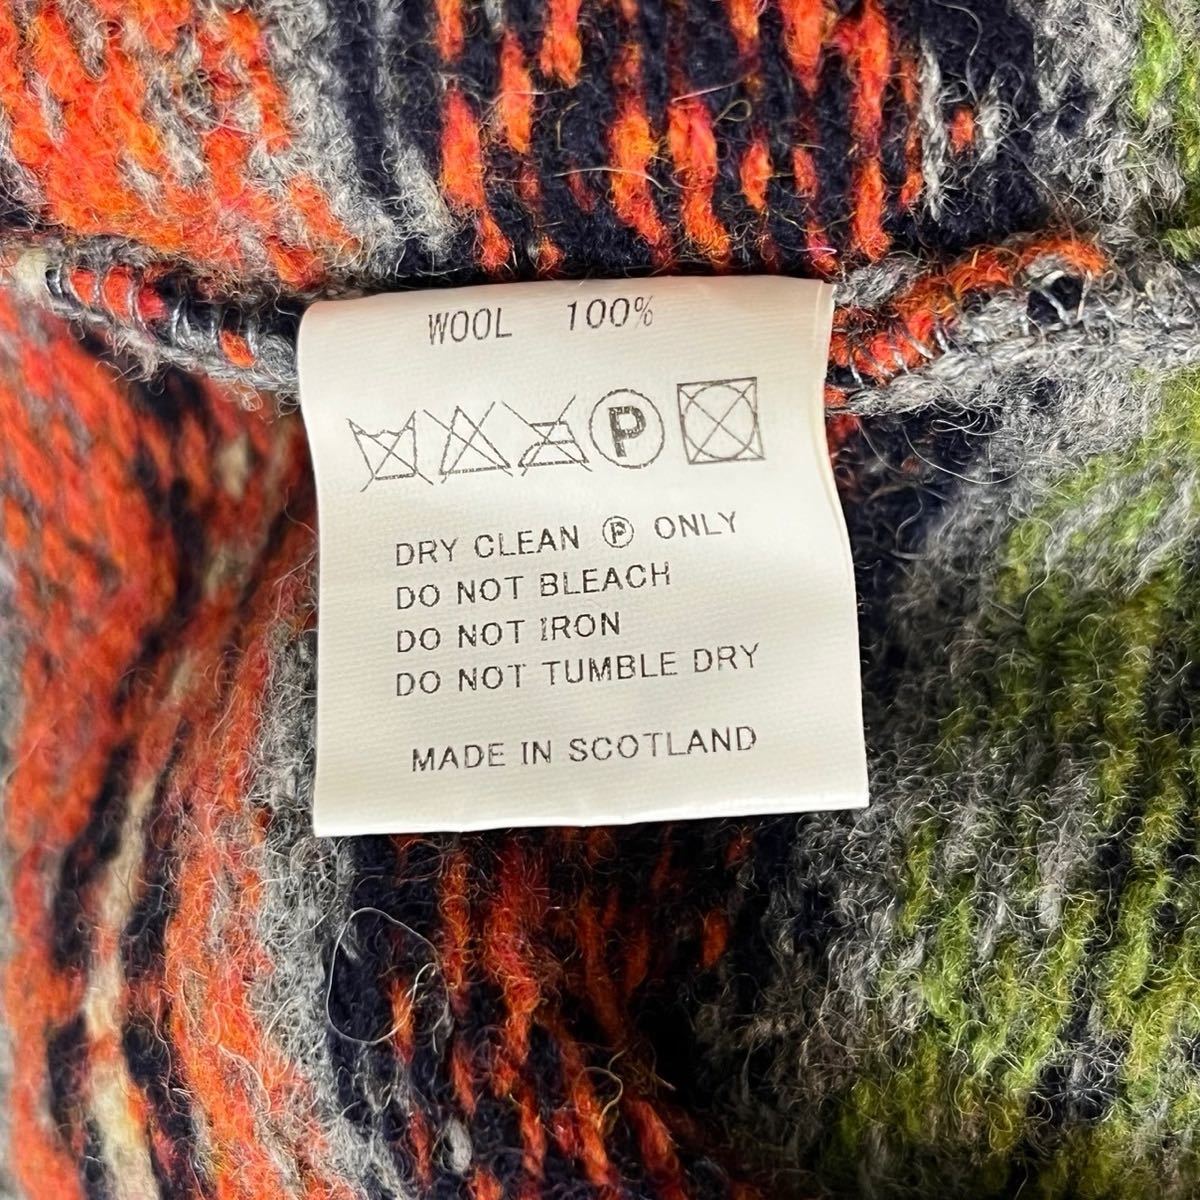 WOOL 100%
P
DRY CLEAN Ⓟ ONLY
DO NOT BLEACH
DO NOT IRON
DO NOT TUMBLE DRY
MADE IN SCOTLAND